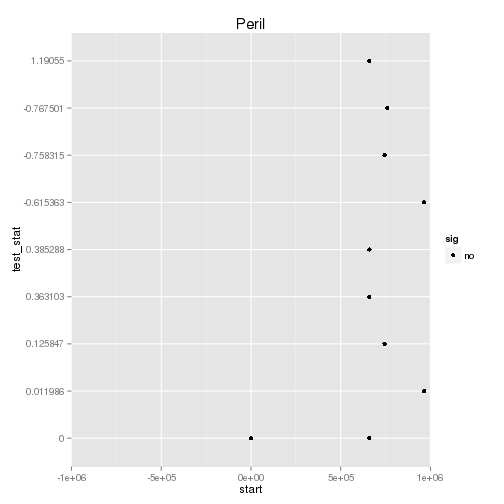 Peril
1.19055
-0.767501
-0.758315
-0.615363
0.385288
0.363103
0.125847
0.011986
0
test_stat
-1e+06
-5e+05
0e+00
5e+05
1e+06
start
sig
no